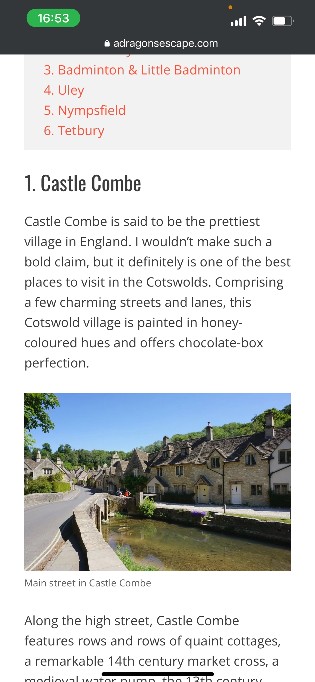 16:53
adragonsescape.com
3. Badminton & Little Badminton
4. Uley
5. Nympsfield
6. Tetbury
1. Castle Combe
Castle Combe is said to be the prettiest
village in England. I wouldn't make such a
bold claim, but it definitely is one of the best
places to visit in the Cotswolds. Comprising
a few charming streets and lanes, this
Cotswold village is painted in honey-
coloured hues and offers chocolate-box
perfection.
Main street in Castle Combe
Along the high street, Castle Combe
features rows and rows of quaint cottages,
a remarkable 14th century market cross, a
medieval water pump, the 13th century